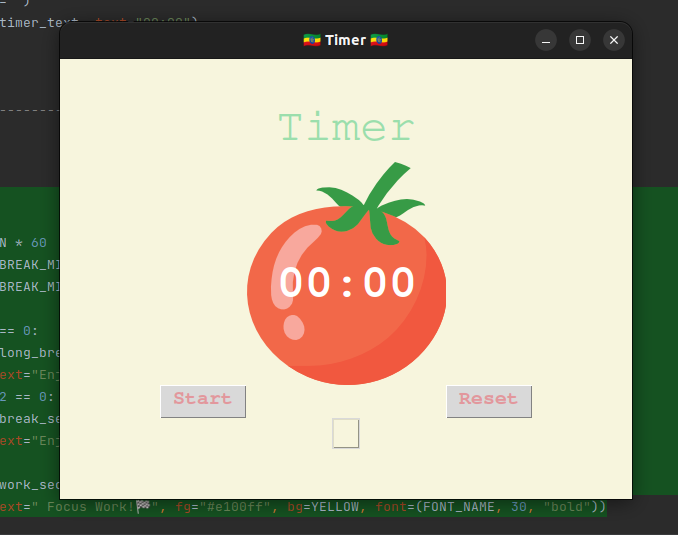 timer_text, text="00:00")
🇪🇹 Timer 🇪🇹
Timer
N * 60
BREAK_MI
BREAK_MI
00:00
== 0:
long_bre
ext="Enj
2 == 0:
break_se
ext="Enj
Start
Reset
work_sec
ext=" Focus Work!🏁", fg="#e100ff", bg=YELLOW, font=(FONT_NAME, 30, "bold"))